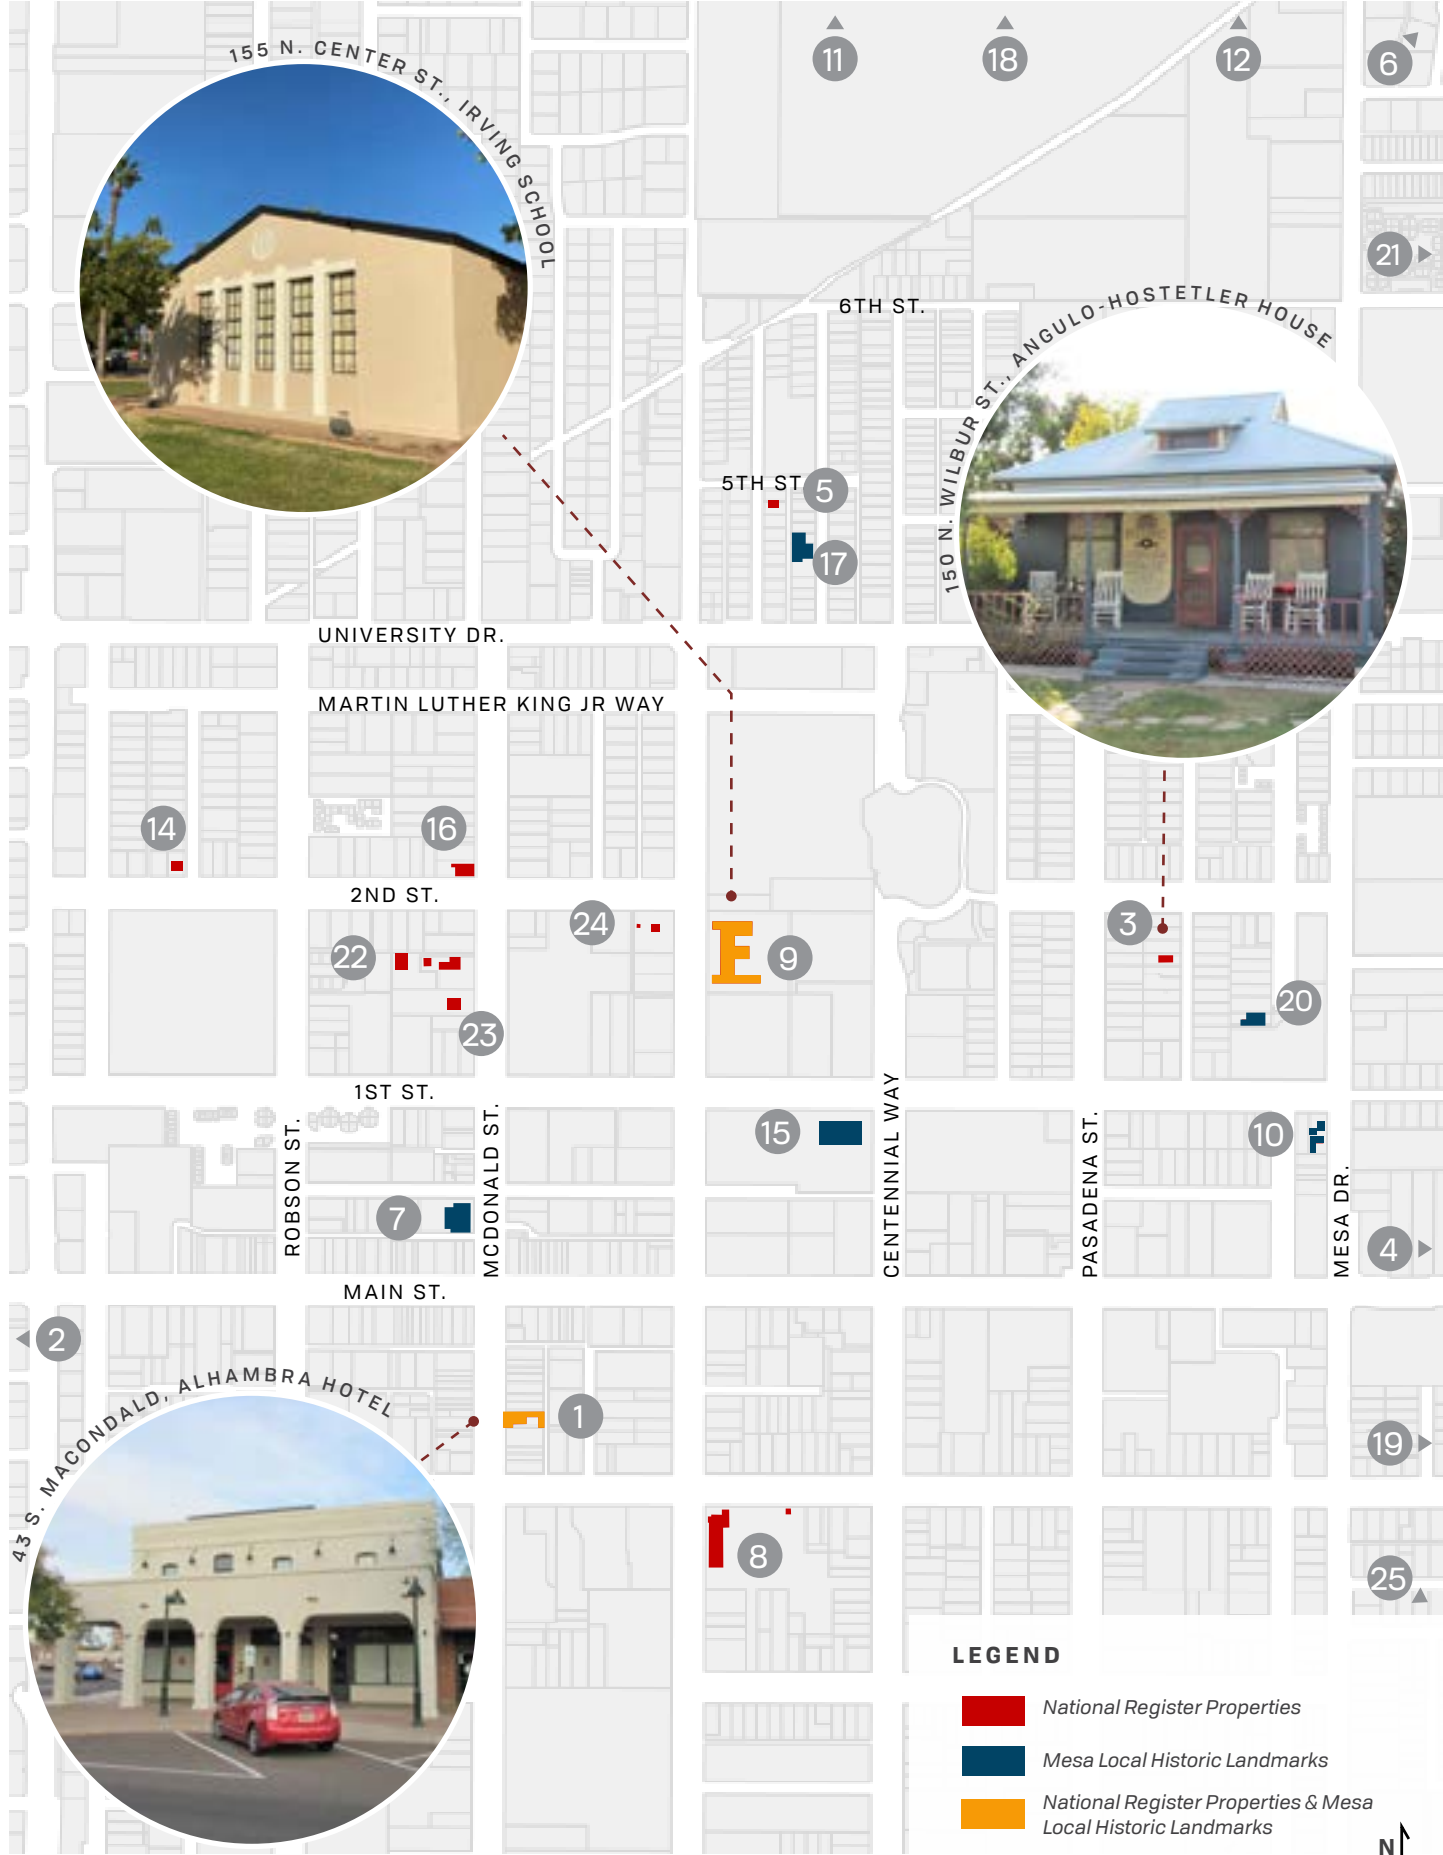 155 N. CENTER ST., IRVING SCHOOL
11
18
12
6
21
6TH ST.
150 N. WILBUR ST., ANGULO-HOSTETLER HOUSE
5TH ST
5
17
UNIVERSITY DR.
MARTIN LUTHER KING JR WAY
14
16
2ND ST.
24
3
22
9
20
23
1ST ST.
ROBSON ST.
MCDONALD ST.
15
CENTENNIAL WAY
PASADENA ST.
10
MESA DR.
7
4
MAIN ST.
2
43 S. MACONDALD, ALHAMBRA HOTEL
1
19
8
25
LEGEND
National Register Properties
Mesa Local Historic Landmarks
National Register Properties & Mesa
Local Historic Landmarks
N